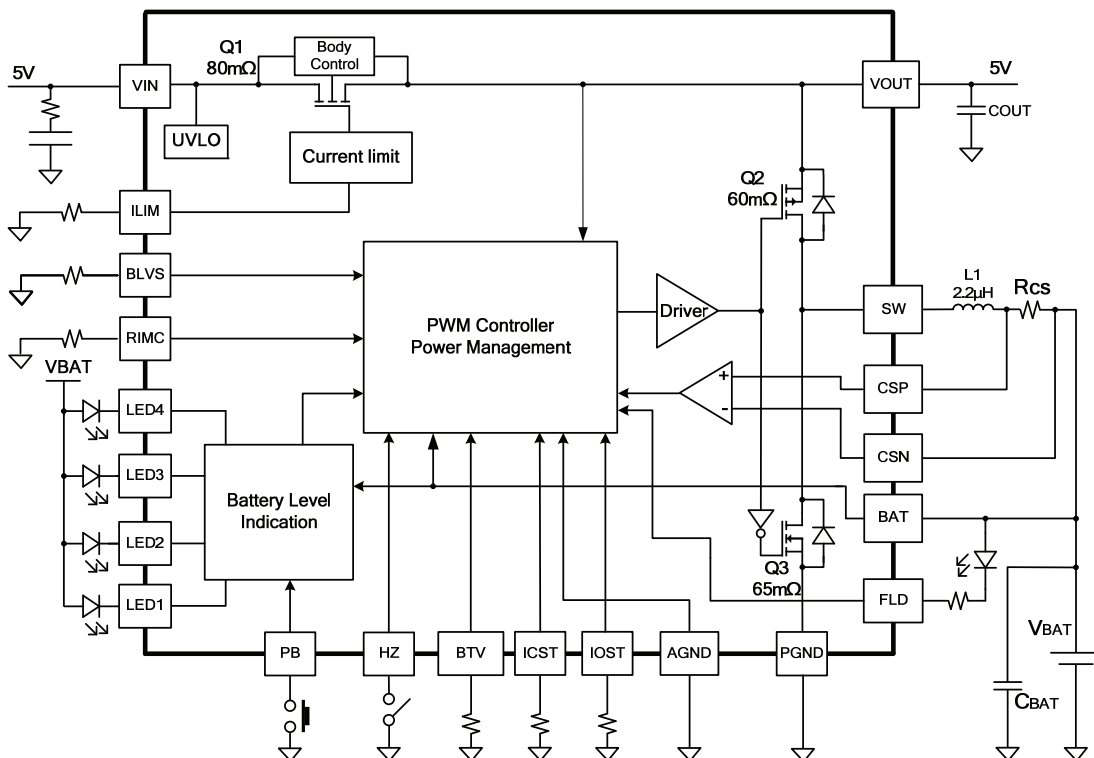 Q1
80mΩ
Body
Control
5V
VIN
VOUT
5V
COUT
UVLO
Current limit
Q2
60mΩ
ILIM
BLVS
RIMC
PWM Controller
Power Management
Driver
SW
L1
2.2µH
Rcs
VBAT
CSP
+
-
CSN
LED4
LED3
LED2
LED1
Battery Level
Indication
BAT
Q3
65mΩ
FLD
VBAT
CBAT
PB
HZ
BTV
ICST
IOST
AGND
PGND